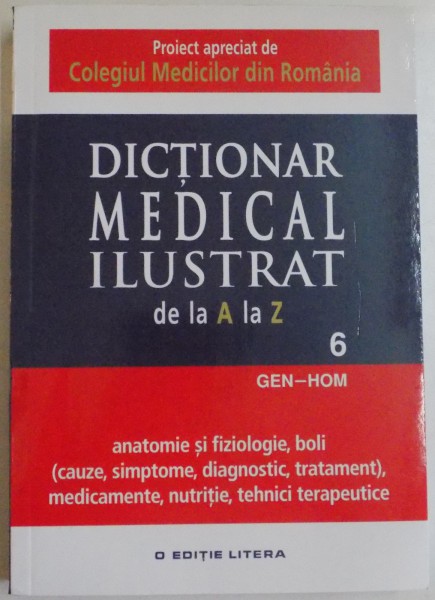 Proiect apreciat de
Colegiul Medicilor din România
DICȚIONAR
MEDICAL
ILUSTRAT
de la A la Z
6
GEN–HOM
anatomie și fiziologie, boli
(cauze, simptome, diagnostic, tratament),
medicamente, nutriție, tehnici terapeutice
O EDIȚIE LITERA